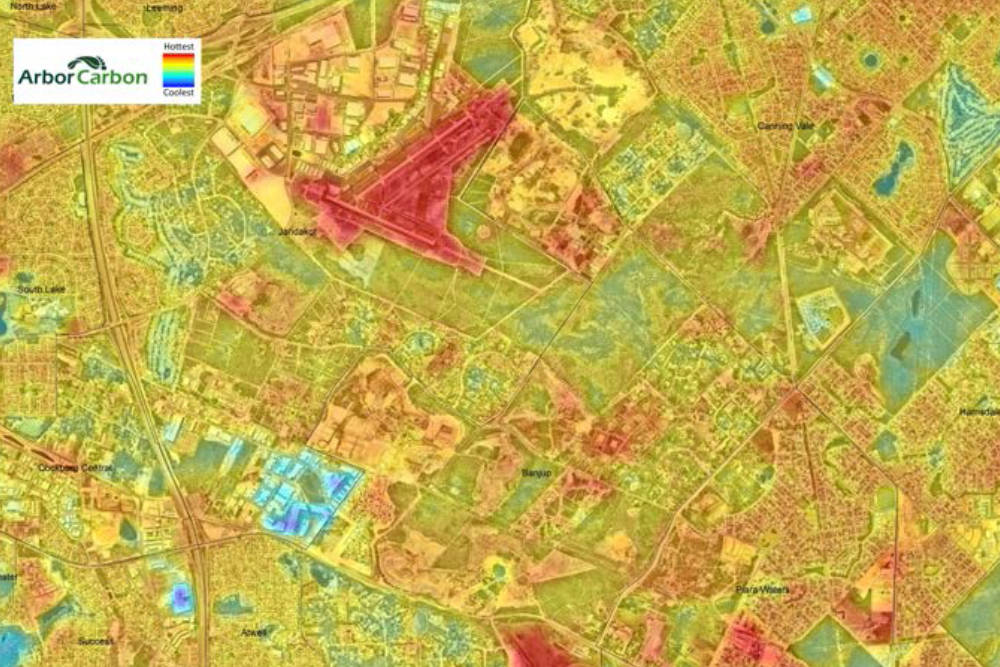 North Lake
Leeming
Hottest
ArborCarbon
Coolest
Canning Vale
Jandakot
South Lake
Cockburn Central
Banjup
Piara Waters
Success
Atwell